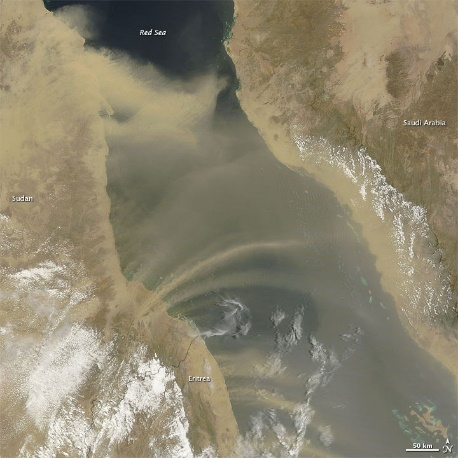 Red Sea
Saudi Arabia
Sudan
Eritrea
50 km
N